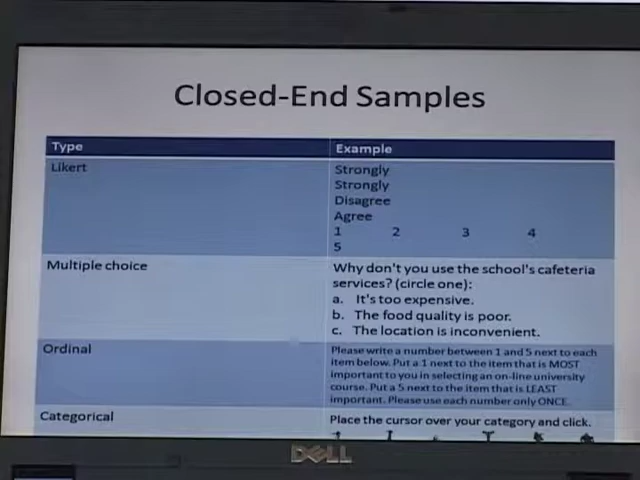 Closed-End Samples
Type Example
Likert Strongly
Strongly
Disagree
Agree
1 2 3 4
5
Multiple choice Why don't you use the school's cafeteria
services? (circle one):
a. It's too expensive.
b. The food quality is poor.
c. The location is inconvenient.
Ordinal Please write a number between 1 and 5 next to each
item below. Put a 1 next to the item that is MOST
important to you in selecting an on-line university
course. Put a 5 next to the item that is LEAST
important. Please use each number only ONCE.
Categorical Place the cursor over your category and click.
DELL